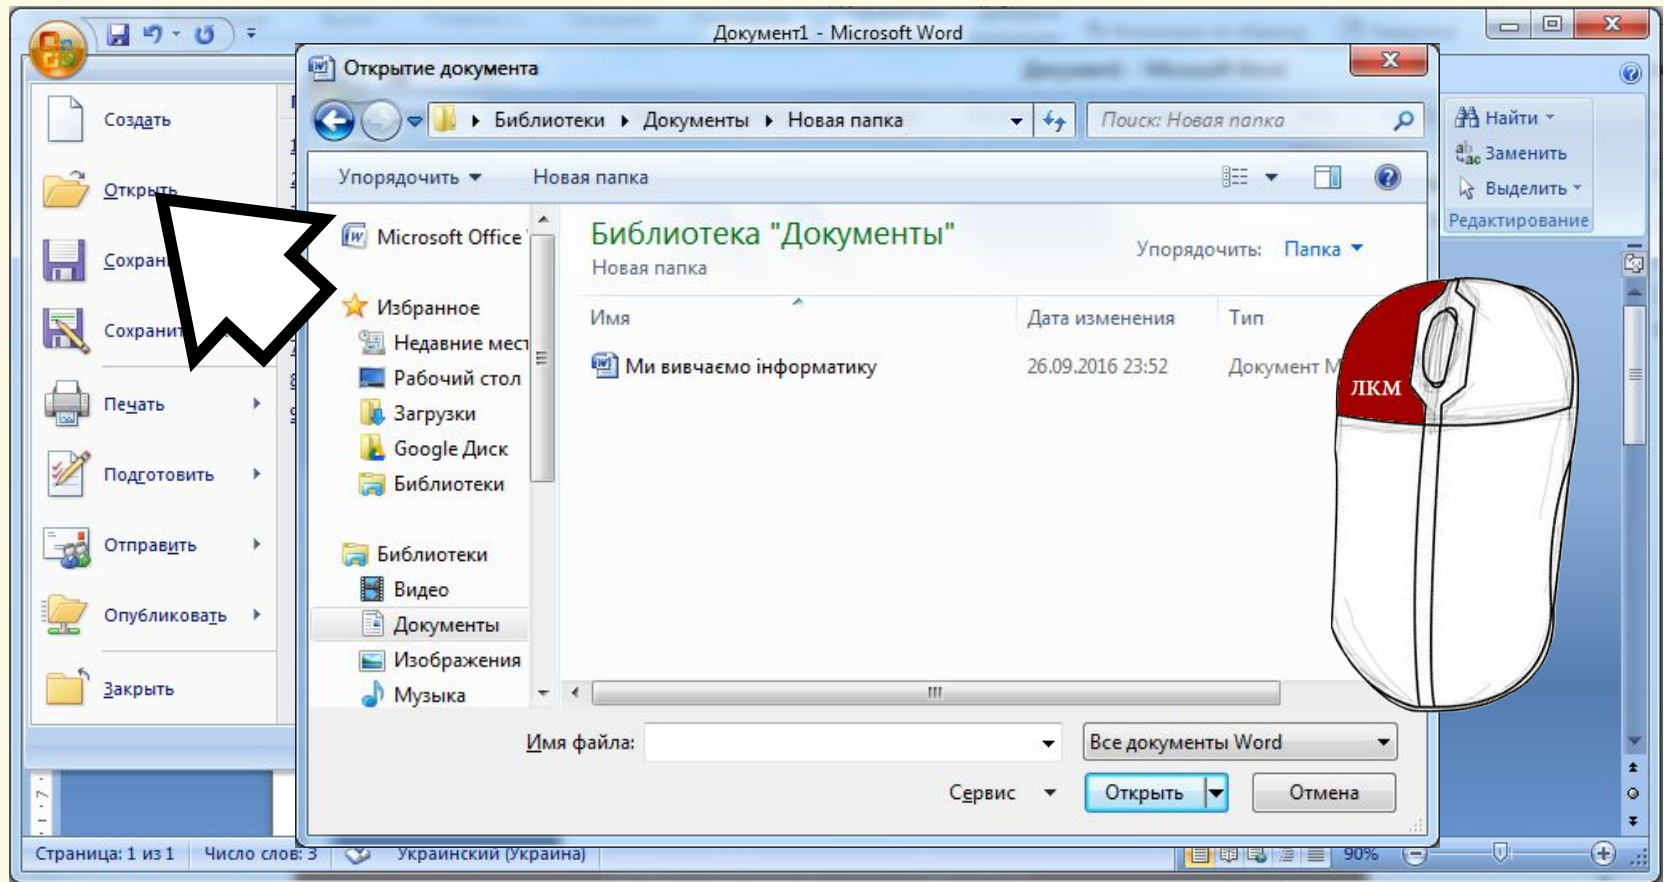 Документ1 - Microsoft Word
Создать
Открыть
Сохрани
Сохранит
Печать
Подготовить
Отправить
Опубликовать
Закрыть
Открытие документа
Библиотеки Документы Новая папка
Поиск: Новая папка
Упорядочить Новая папка
Microsoft Office
Избранное
Недавние мест
Рабочий стол
Загрузки
Google Диск
Библиотеки
Библиотеки
Видео
Документы
Изображения
Музыка
Библиотека "Документы"
Новая папка
Упорядочить: Папка
Имя Дата изменения Тип
Ми вивчаємо інформатику 26.09.2016 23:52 Документ M
Имя файла: Все документы Word
Сервис Открыть Отмена
Найти
Заменить
Выделить
Редактирование
ЛКМ
Страница: 1 из 1 Число слов: 3 Украинский (Украина) 90%